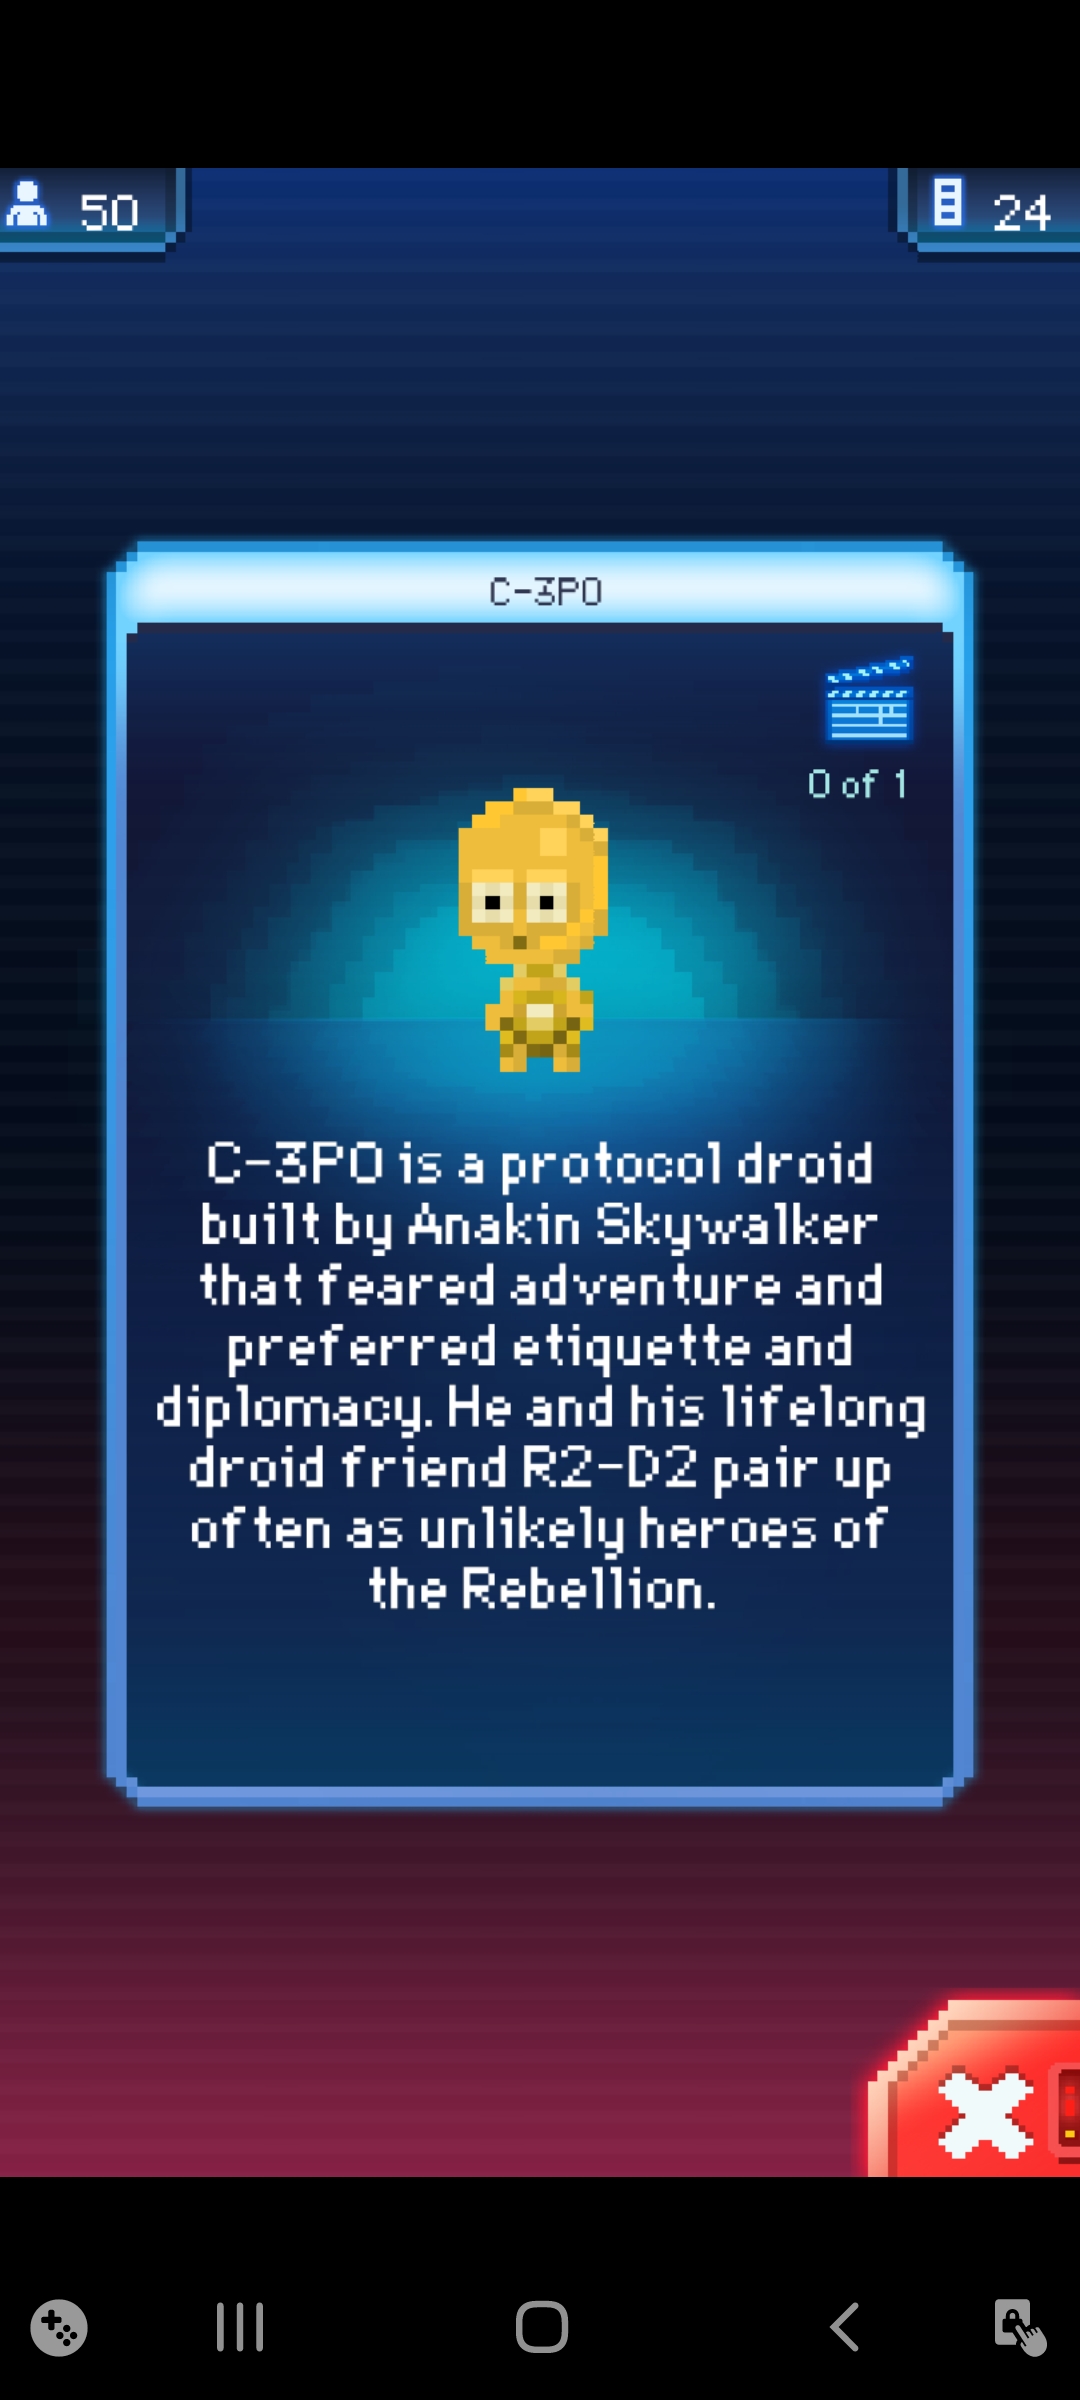 50
24
C-3PO
0 of 1
C-3PO is a protocol droid
built by Anakin Skywalker
that feared adventure and
preferred etiquette and
diplomacy. He and his lifelong
droid friend R2-D2 pair up
often as unlikely heroes of
the Rebellion.